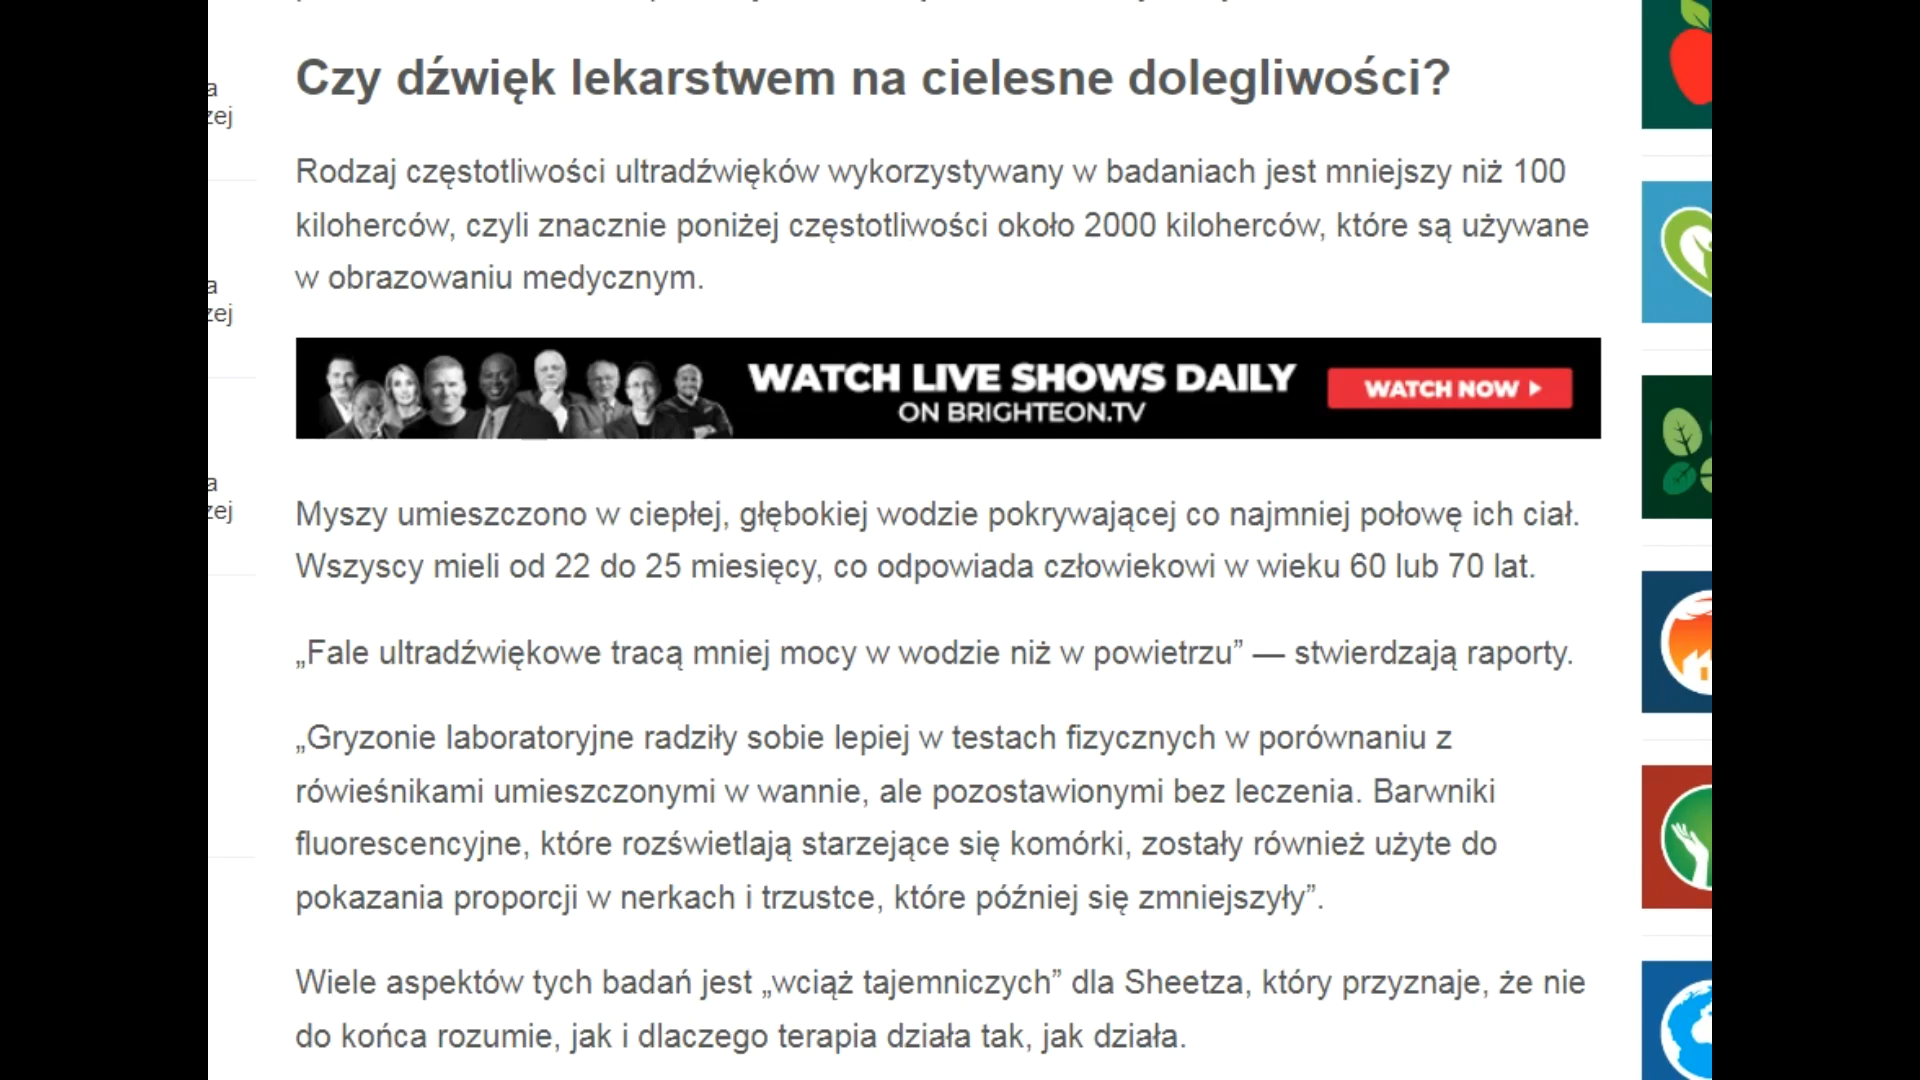 Czy dźwięk lekarstwem na cielesne dolegliwości?
a
zej
Rodzaj częstotliwości ultradźwięków wykorzystywany w badaniach jest mniejszy niż 100
kiloherców, czyli znacznie poniżej częstotliwości około 2000 kiloherców, które są używane
w obrazowaniu medycznym.
a
zej
WATCH LIVE SHOWS DAILY
ON BRIGHTEON.TV
WATCH NOW
a
zej
Myszy umieszczono w ciepłej, głębokiej wodzie pokrywającej co najmniej połowę ich ciał.
Wszyscy mieli od 22 do 25 miesięcy, co odpowiada człowiekowi w wieku 60 lub 70 lat.
„Fale ultradźwiękowe tracą mniej mocy w wodzie niż w powietrzu” — stwierdzają raporty.
„Gryzonie laboratoryjne radziły sobie lepiej w testach fizycznych w porównaniu z
rówieśnikami umieszczonymi w wannie, ale pozostawionymi bez leczenia. Barwniki
fluorescencyjne, które rozświetlają starzejące się komórki, zostały również użyte do
pokazania proporcji w nerkach i trzustce, które później się zmniejszyły”.
Wiele aspektów tych badań jest „wciąż tajemniczych” dla Sheetza, który przyznaje, że nie
do końca rozumie, jak i dlaczego terapia działa tak, jak działa.